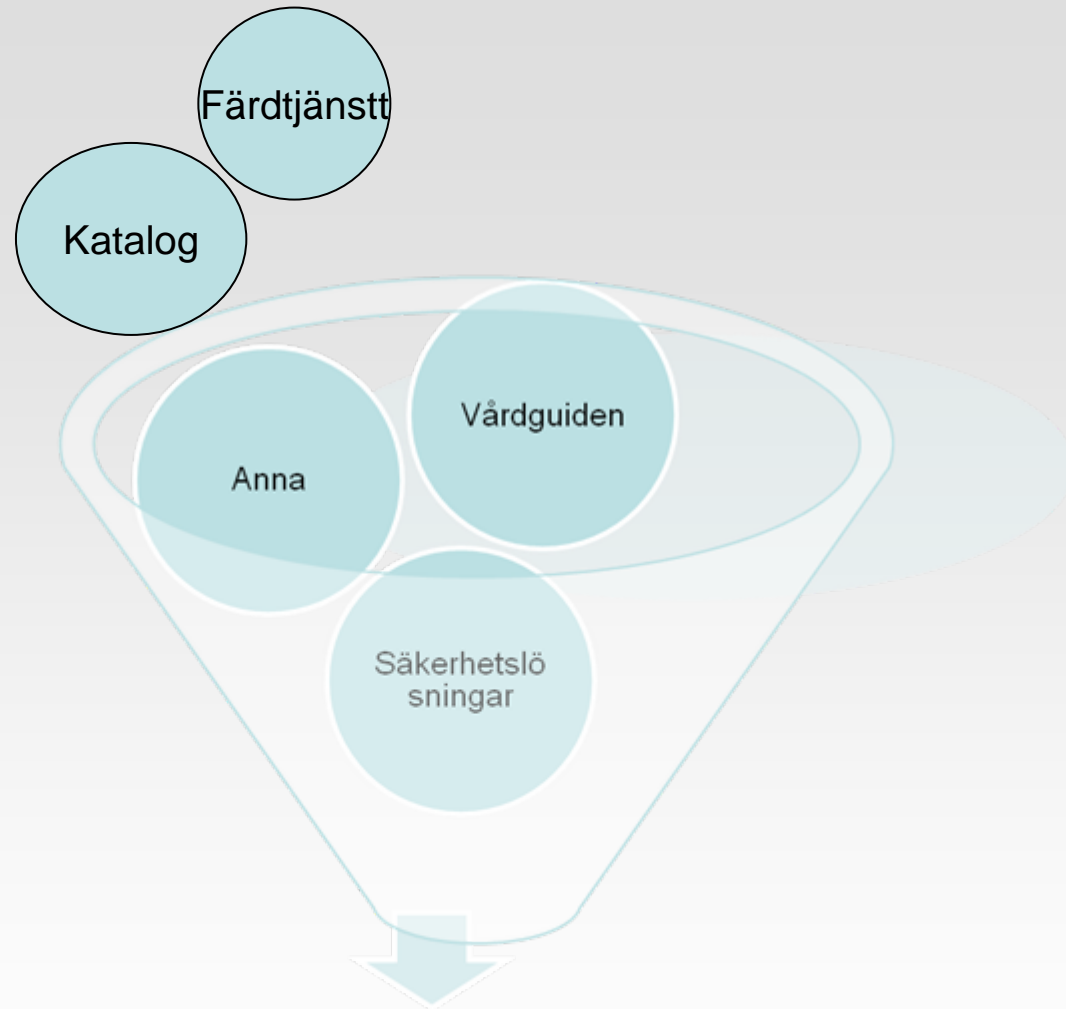 Färdtjänstt
Katalog
Vårdguiden
Anna
Säkerhetslö
sningar